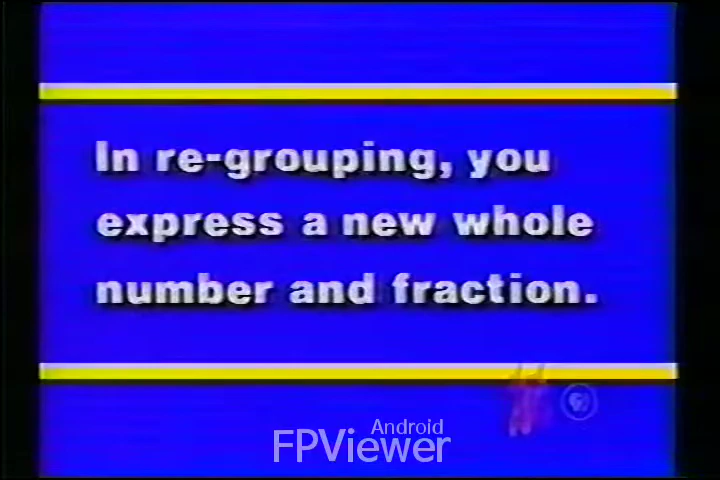 In re-grouping, you
express a new whole
number and fraction.
Android
FPViewer